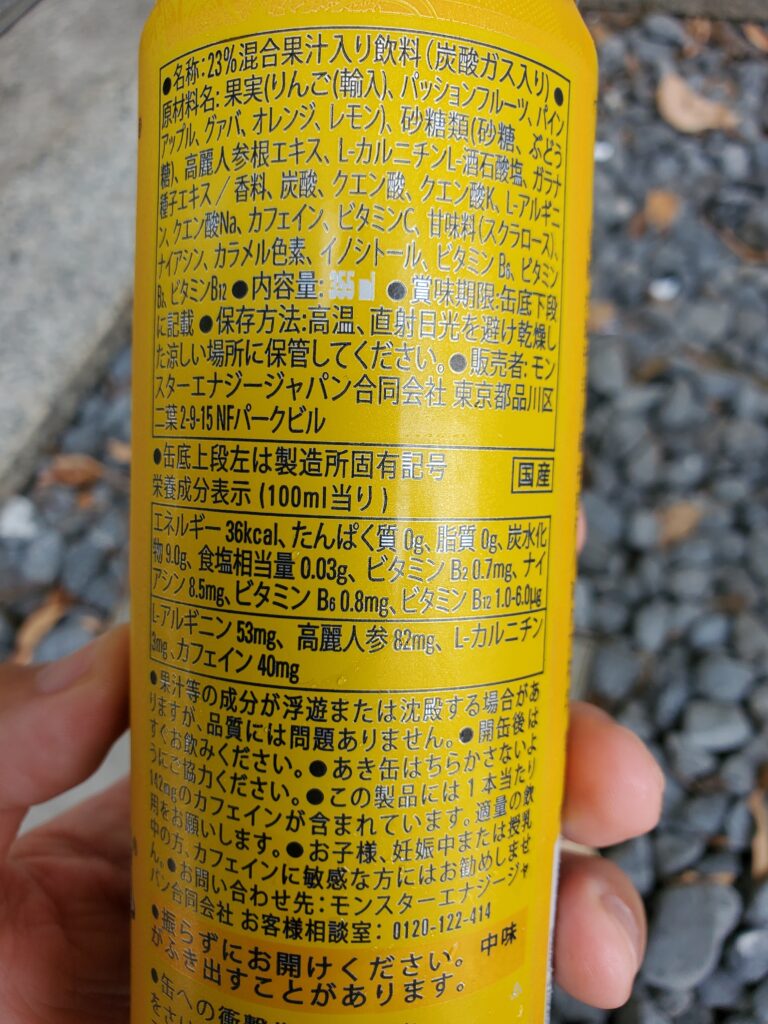 ●名称:23%混合果汁入り飲料(炭酸ガス入り)●
原材料名:果実(りんご(輸入)、パッションフルーツ、パイン
アップル、グァバ、オレンジ、レモン)、砂糖類(砂糖、ぶどう
糖)、高麗人参根エキス、L-カルニチンL-酒石酸塩、ガラナ
種子エキス/香料、炭酸、クエン酸、クエン酸K、L-アルギニ
ン、クエン酸Na、カフェイン、ビタミンC、甘味料(スクラロース)、
ナイアシン、カラメル色素、イノシトール、ビタミンB6、ビタミン
B2、ビタミンB12●内容量:355ml ●賞味期限:缶底下段
に記載●保存方法:高温、直射日光を避け乾燥し
た涼しい場所に保管してください。●販売者:モン
スターエナジージャパン合同会社 東京都品川区
二葉2-9-15 NFパークビル
●缶底上段左は製造所固有記号
国産
栄養成分表示(100ml当り)
エネルギー36kcal、たんぱく質0g、脂質0g、炭水化
物9.0g、食塩相当量0.03g、ビタミンB2 0.7mg、ナイ
アシン8.5mg、ビタミンB6 0.8mg、ビタミンB12 1.0-6.0μg
L-アルギニン53mg、高麗人参82mg、L-カルニチン
3mg、カフェイン40mg
●果汁等の成分が浮遊または沈殿する場合があ
りますが、品質には問題ありません。●開缶後は
すぐお飲みください。●あき缶はちらかさないよ
うにご協力ください。●この製品には1本当たり
142mgのカフェインが含まれています。適量の飲
用をお願いします。●お子様、妊娠中または授乳
中の方、カフェインに敏感な方にはお勧めしませ
ん。●お問い合わせ先:モンスターエナジージャ
パン合同会社 お客様相談室:0120-122-414
●振らずにお開けください。中味
がふき出すことがあります。
●缶への衝撃